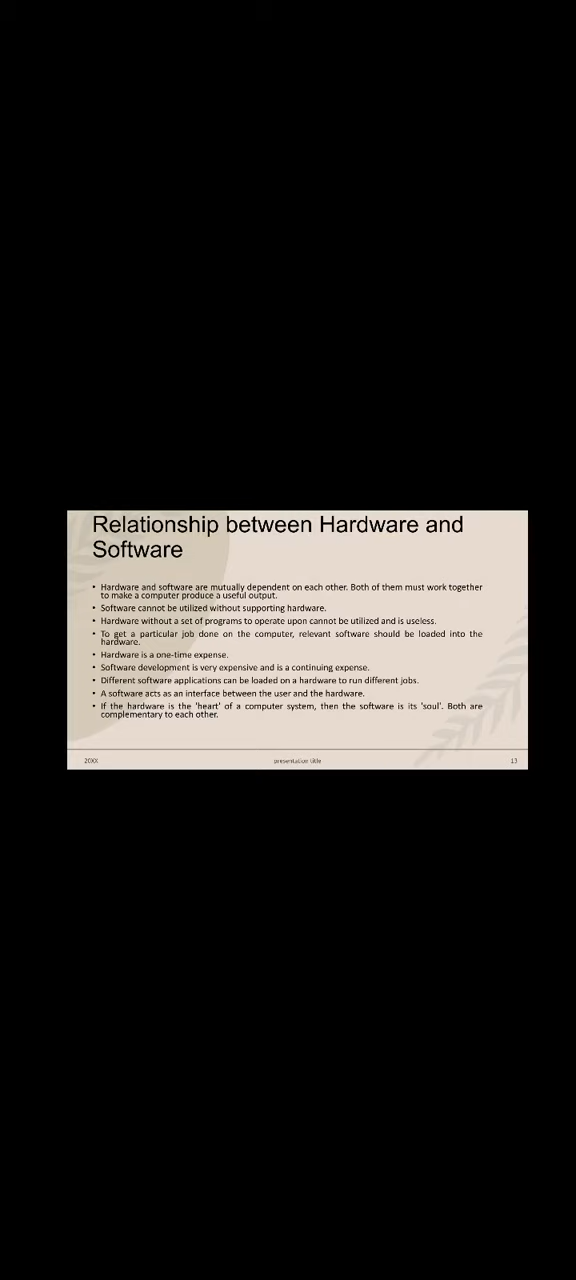 Relationship between Hardware and
Software
• Hardware and software are mutually dependent on each other. Both of them must work together
to make a computer produce a useful output.
• Software cannot be utilized without supporting hardware.
• Hardware without a set of programs to operate upon cannot be utilized and is useless.
• To get a particular job done on the computer, relevant software should be loaded into the
hardware.
• Hardware is a one-time expense.
• Software development is very expensive and is a continuing expense.
• Different software applications can be loaded on a hardware to run different jobs.
• A software acts as an interface between the user and the hardware.
• If the hardware is the 'heart' of a computer system, then the software is its 'soul'. Both are
complementary to each other.
20XX presentation title 13